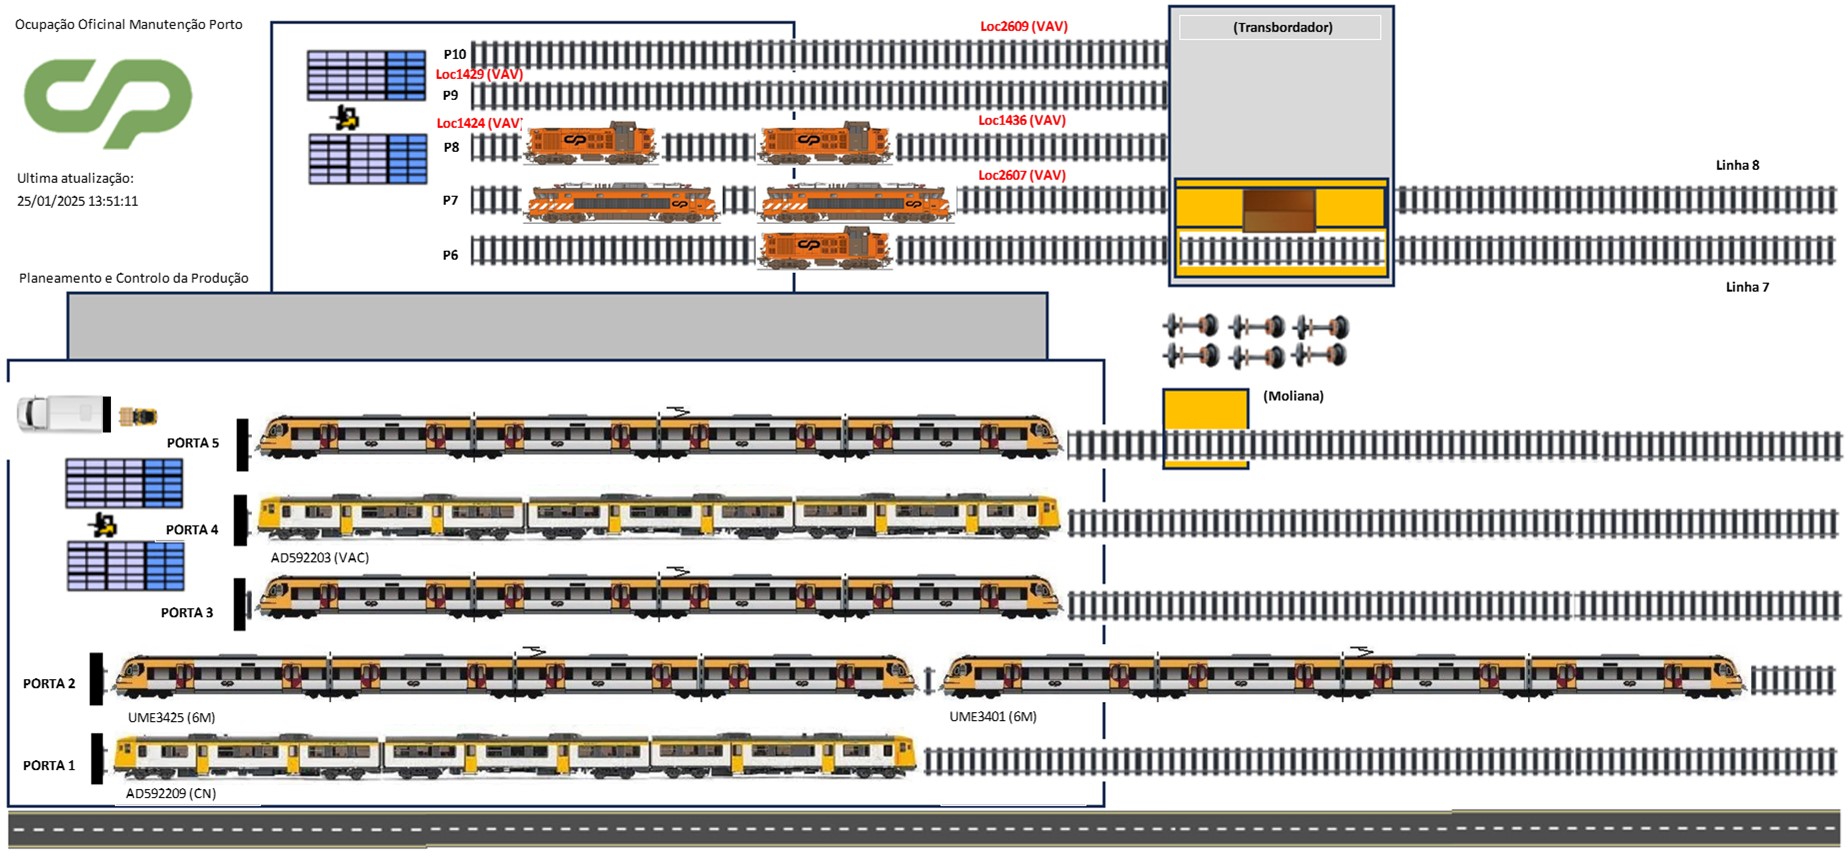 Ocupação Oficinal Manutenção Porto
Ultima atualização:
25/01/2025 13:51:11
Planeamento e Controlo da Produção
Loc2609 (VAV)
(Transbordador)
P10
Loc1429 (VAV)
P9
Loc1424 (VAV)
Loc1436 (VAV)
P8
Loc2607 (VAV)
Linha 8
P7
P6
Linha 7
(Moliana)
PORTA 5
PORTA 4
AD592203 (VAC)
PORTA 3
PORTA 2
UME3425 (6M)
UME3401 (6M)
PORTA 1
AD592209 (CN)